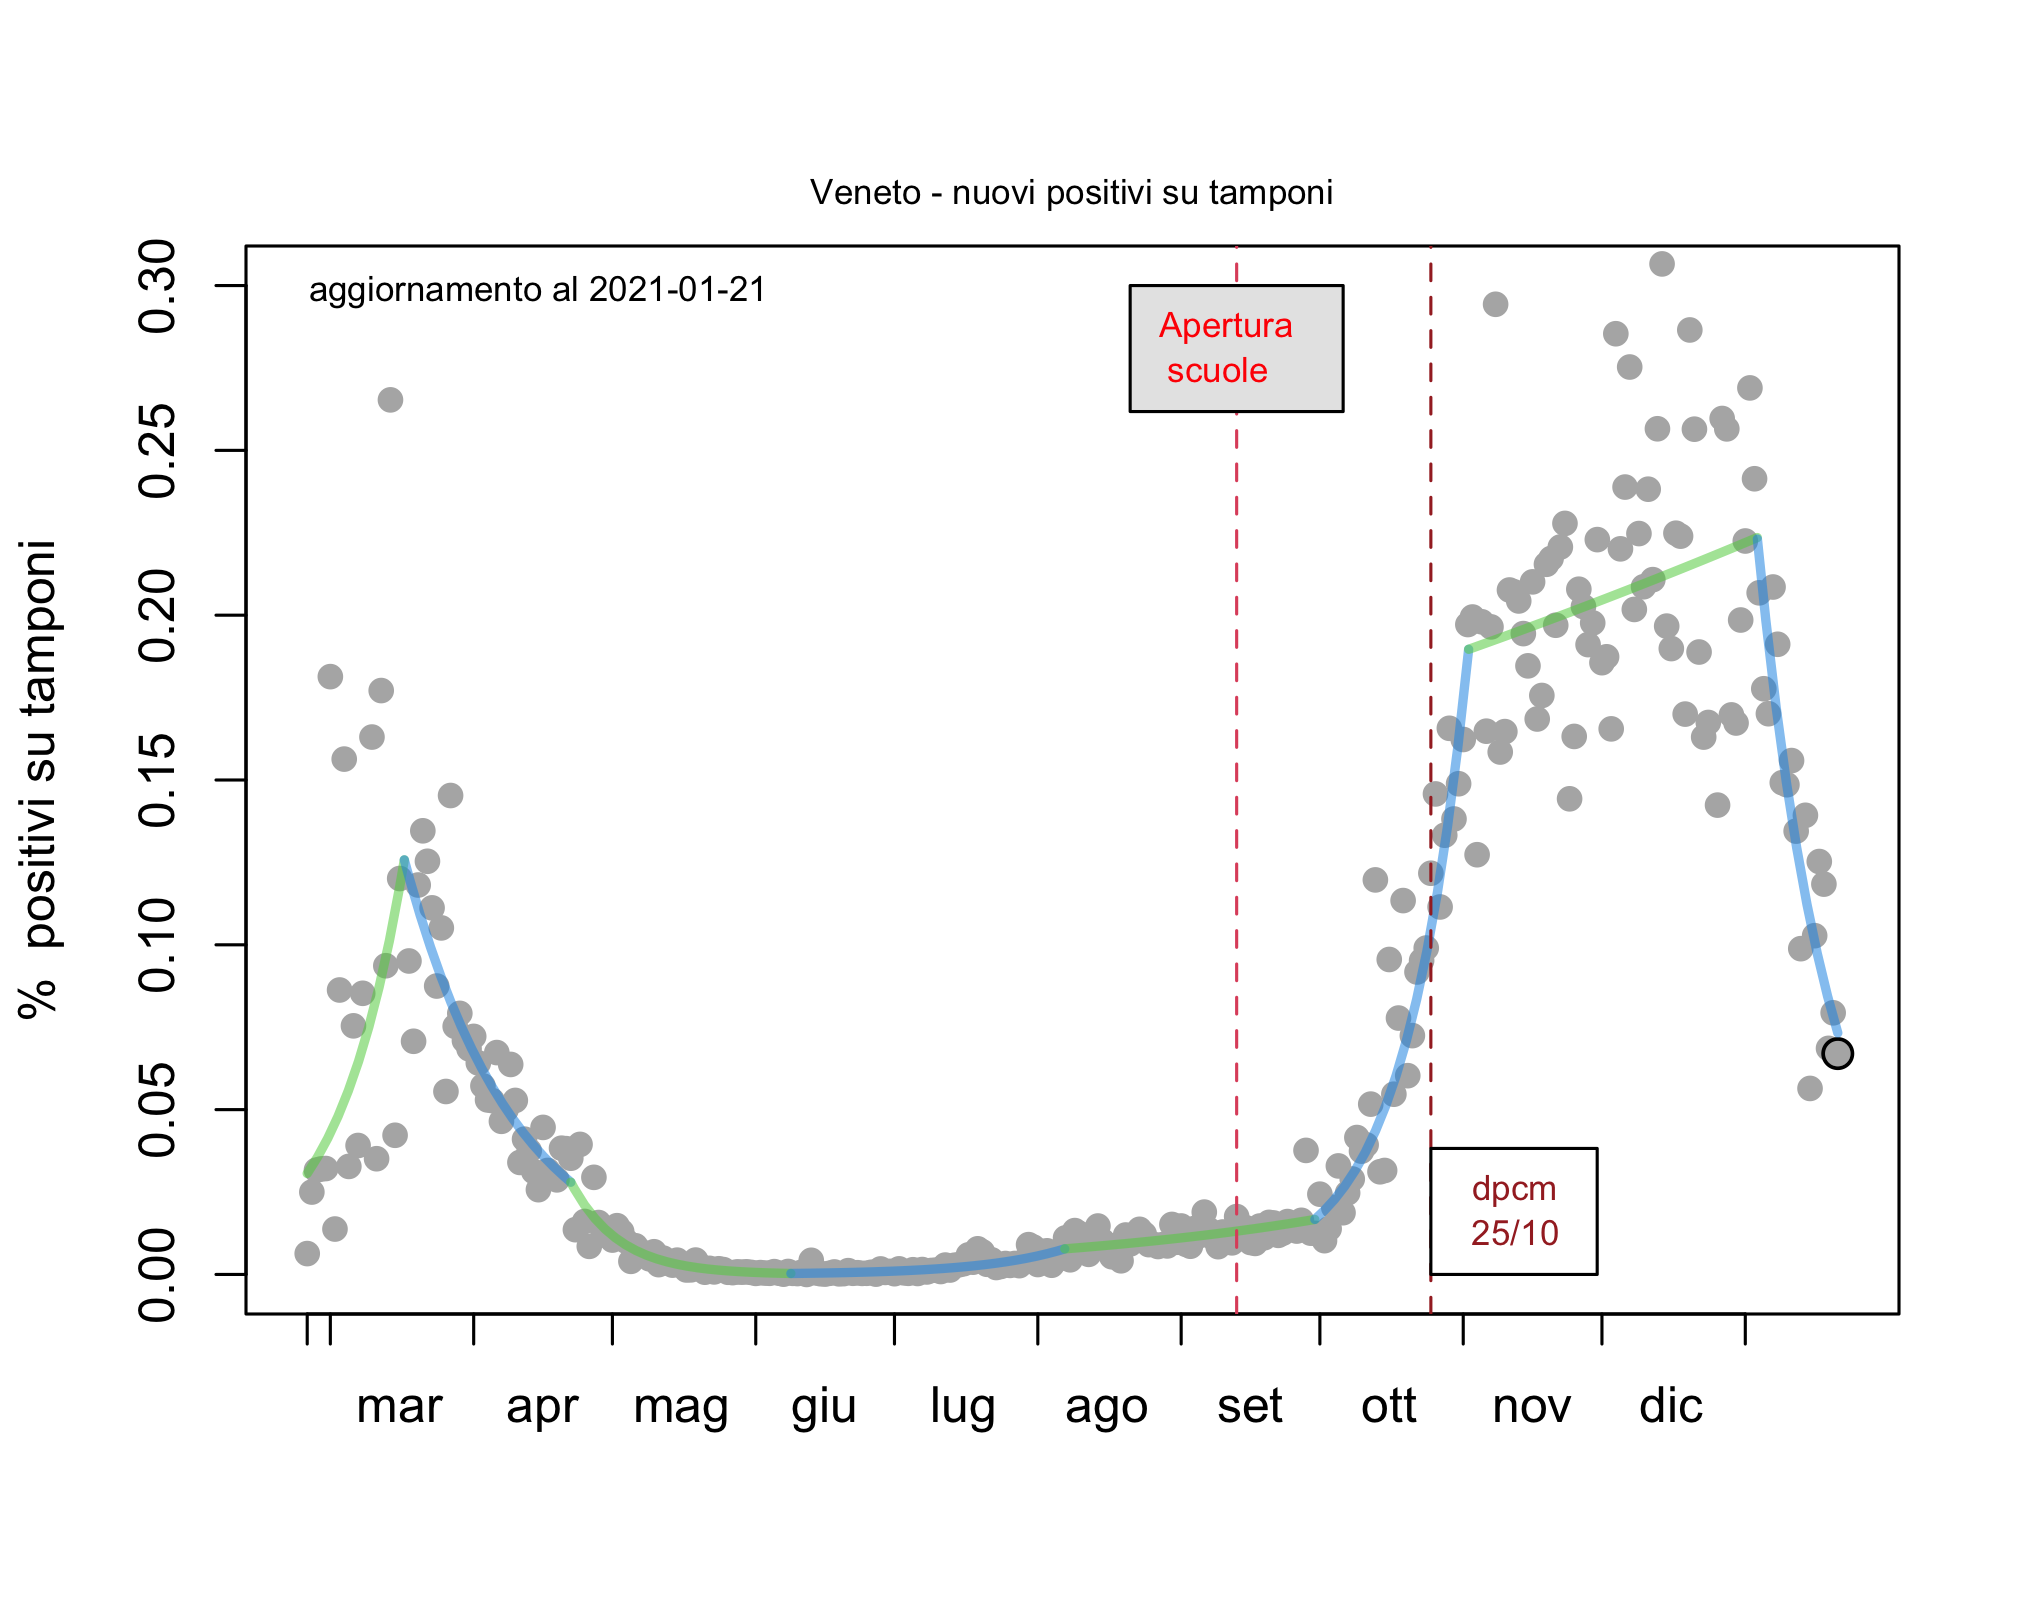 Veneto - nuovi positivi su tamponi
aggiornamento al 2021-01-21
Apertura
scuole
dpcm
25/10
% positivi su tamponi
0.30
0.25
0.20
0.15
0.10
0.05
0.00
mar apr mag giu lug ago set ott nov dic